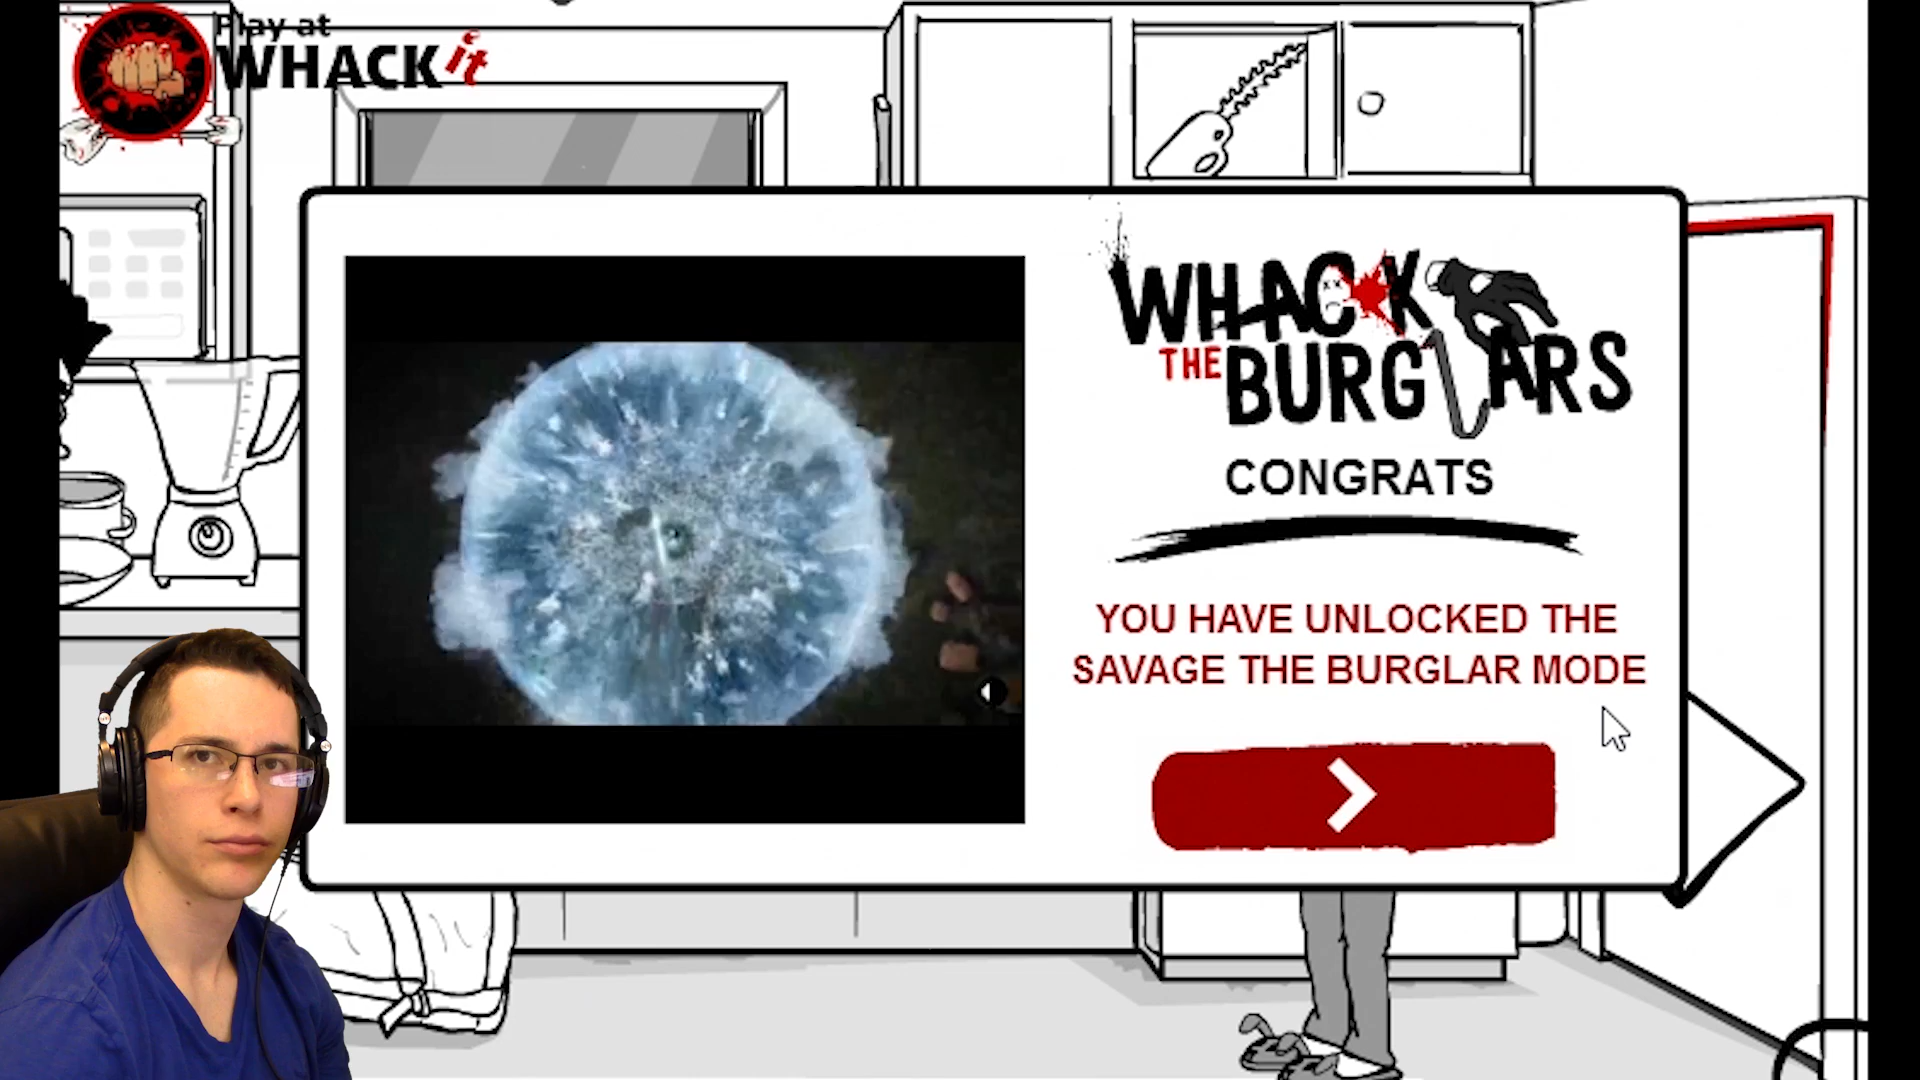 Play at
WHACK it
WHACK
THE BURGLARS
CONGRATS
YOU HAVE UNLOCKED THE
SAVAGE THE BURGLAR MODE